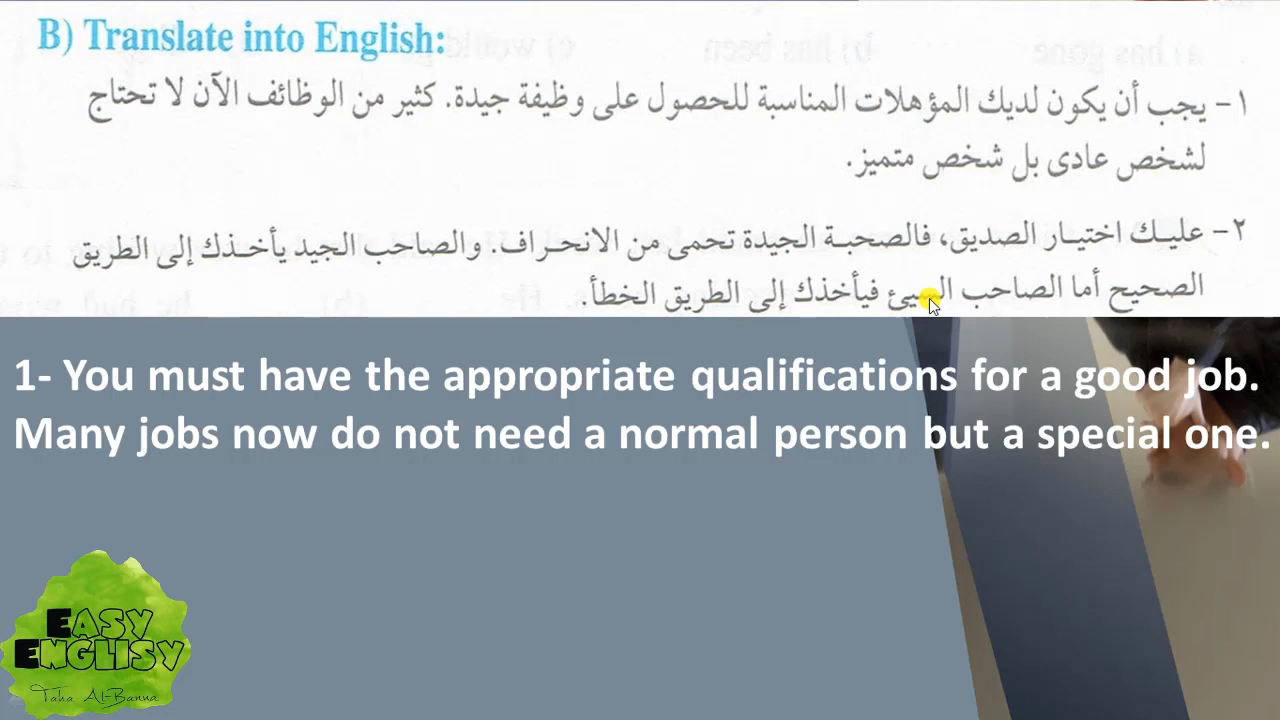 B) Translate into English:
١- يجب أن يكون لديك المؤهلات المناسبة للحصول على وظيفة جيدة. كثير من الوظائف الآن لا تحتاج
لشخص عادى بل شخص متميز.
٢- عليك اختيار الصديق، فالصحبة الجيدة تحمى من الانحراف. والصاحب الجيد يأخذك إلى الطريق
الصحيح أما الصاحب السيئ فيأخذك إلى الطريق الخطأ.
1- You must have the appropriate qualifications for a good job.
Many jobs now do not need a normal person but a special one.
EASY
ENGLISY
Taha Al-Banna